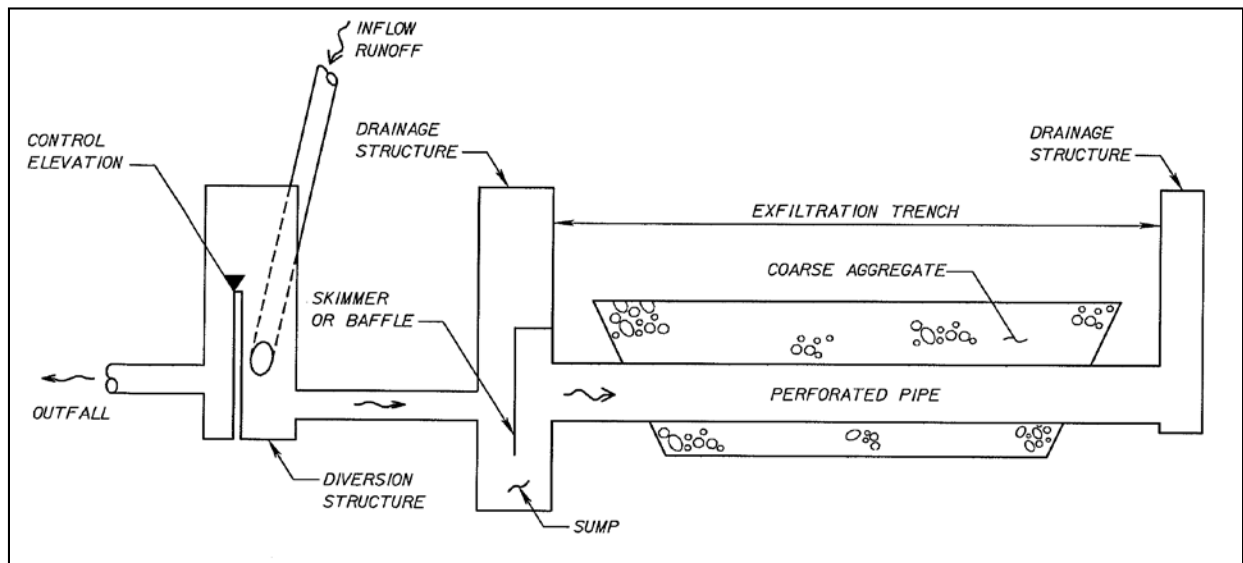 INFLOW
RUNOFF
CONTROL
ELEVATION
DRAINAGE
STRUCTURE
DRAINAGE
STRUCTURE
EXFILTRATION TRENCH
COARSE AGGREGATE
SKIMMER
OR BAFFLE
PERFORATED PIPE
OUTFALL
DIVERSION
STRUCTURE
SUMP